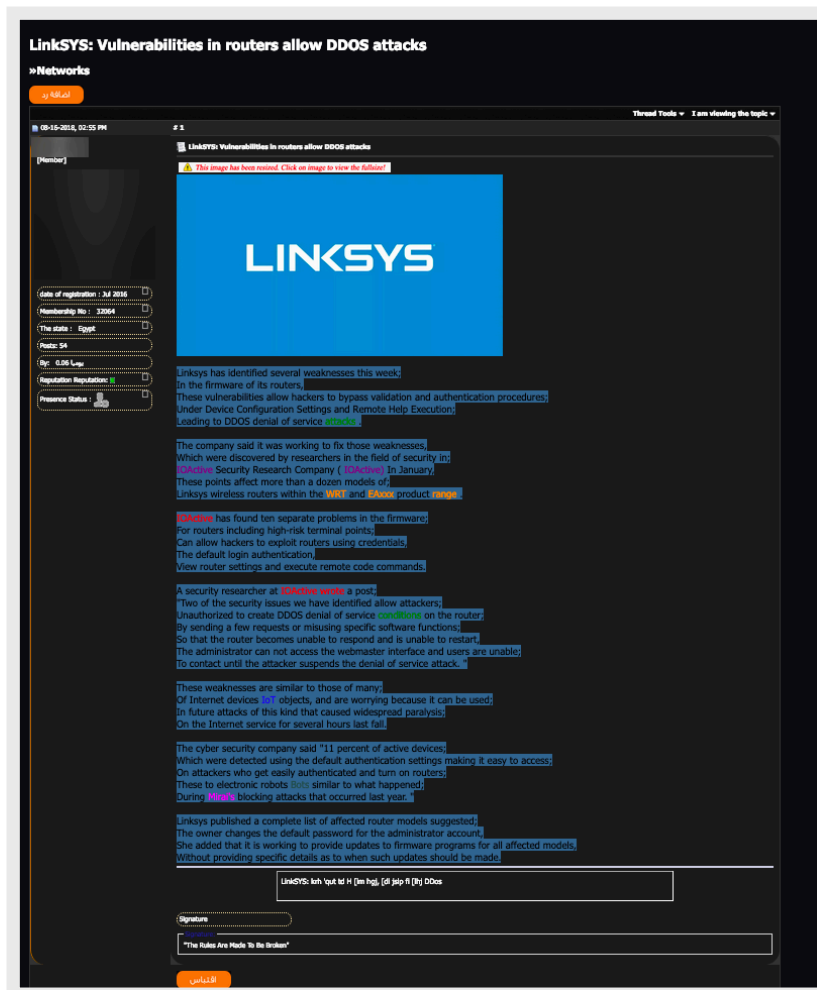 LinkSYS: Vulnerabilities in routers allow DDOS attacks
»Networks
اضافة رد
Thread Tools I am viewing the topic
08-15-2018, 02:55 PM # 1
[Member]
LinkSYS: Vulnerabilities in routers allow DDOS attacks
This image has been resized. Click on image to view the fullsize!
LINKSYS
date of registration : Jul 2016
Membership No : 32064
The state : Egypt
Posts: 54
By: 0.06 يوميا
Reputation Reputation:
Presence Status :
Linksys has identified several weaknesses this week;
In the firmware of its routers,
These vulnerabilities allow hackers to bypass validation and authentication procedures;
Under Device Configuration Settings and Remote Help Execution;
Leading to DDOS denial of service attacks .
The company said it was working to fix those weaknesses,
Which were discovered by researchers in the field of security in;
IOActive Security Research Company ( IOActive) In January,
These points affect more than a dozen models of;
Linksys wireless routers within the WRT and EAxxx product range .
IOActive has found ten separate problems in the firmware;
For routers including high-risk terminal points;
Can allow hackers to exploit routers using credentials,
The default login authentication,
View router settings and execute remote code commands.
A security researcher at IOActive wrote a post;
"Two of the security issues we have identified allow attackers;
Unauthorized to create DDOS denial of service conditions on the router;
By sending a few requests or misusing specific software functions;
So that the router becomes unable to respond and is unable to restart,
The administrator can not access the webmaster interface and users are unable;
To contact until the attacker suspends the denial of service attack. "
These weaknesses are similar to those of many;
Of Internet devices IoT objects, and are worrying because it can be used;
In future attacks of this kind that caused widespread paralysis;
On the Internet service for several hours last fall.
The cyber security company said "11 percent of active devices;
Which were detected using the default authentication settings making it easy to access;
On attackers who get easily authenticated and turn on routers;
These to electronic robots Bots similar to what happened;
During Mirai's blocking attacks that occurred last year. "
Linksys published a complete list of affected router models suggested;
The owner changes the default password for the administrator account,
She added that it is working to provide updates to firmware programs for all affected models,
Without providing specific details as to when such updates should be made.
LinkSYS: lorh 'qut td H [im hgj, [di jsip fi [lhj DDos
Signature
"The Rules Are Made To Be Broken"
اقتباس